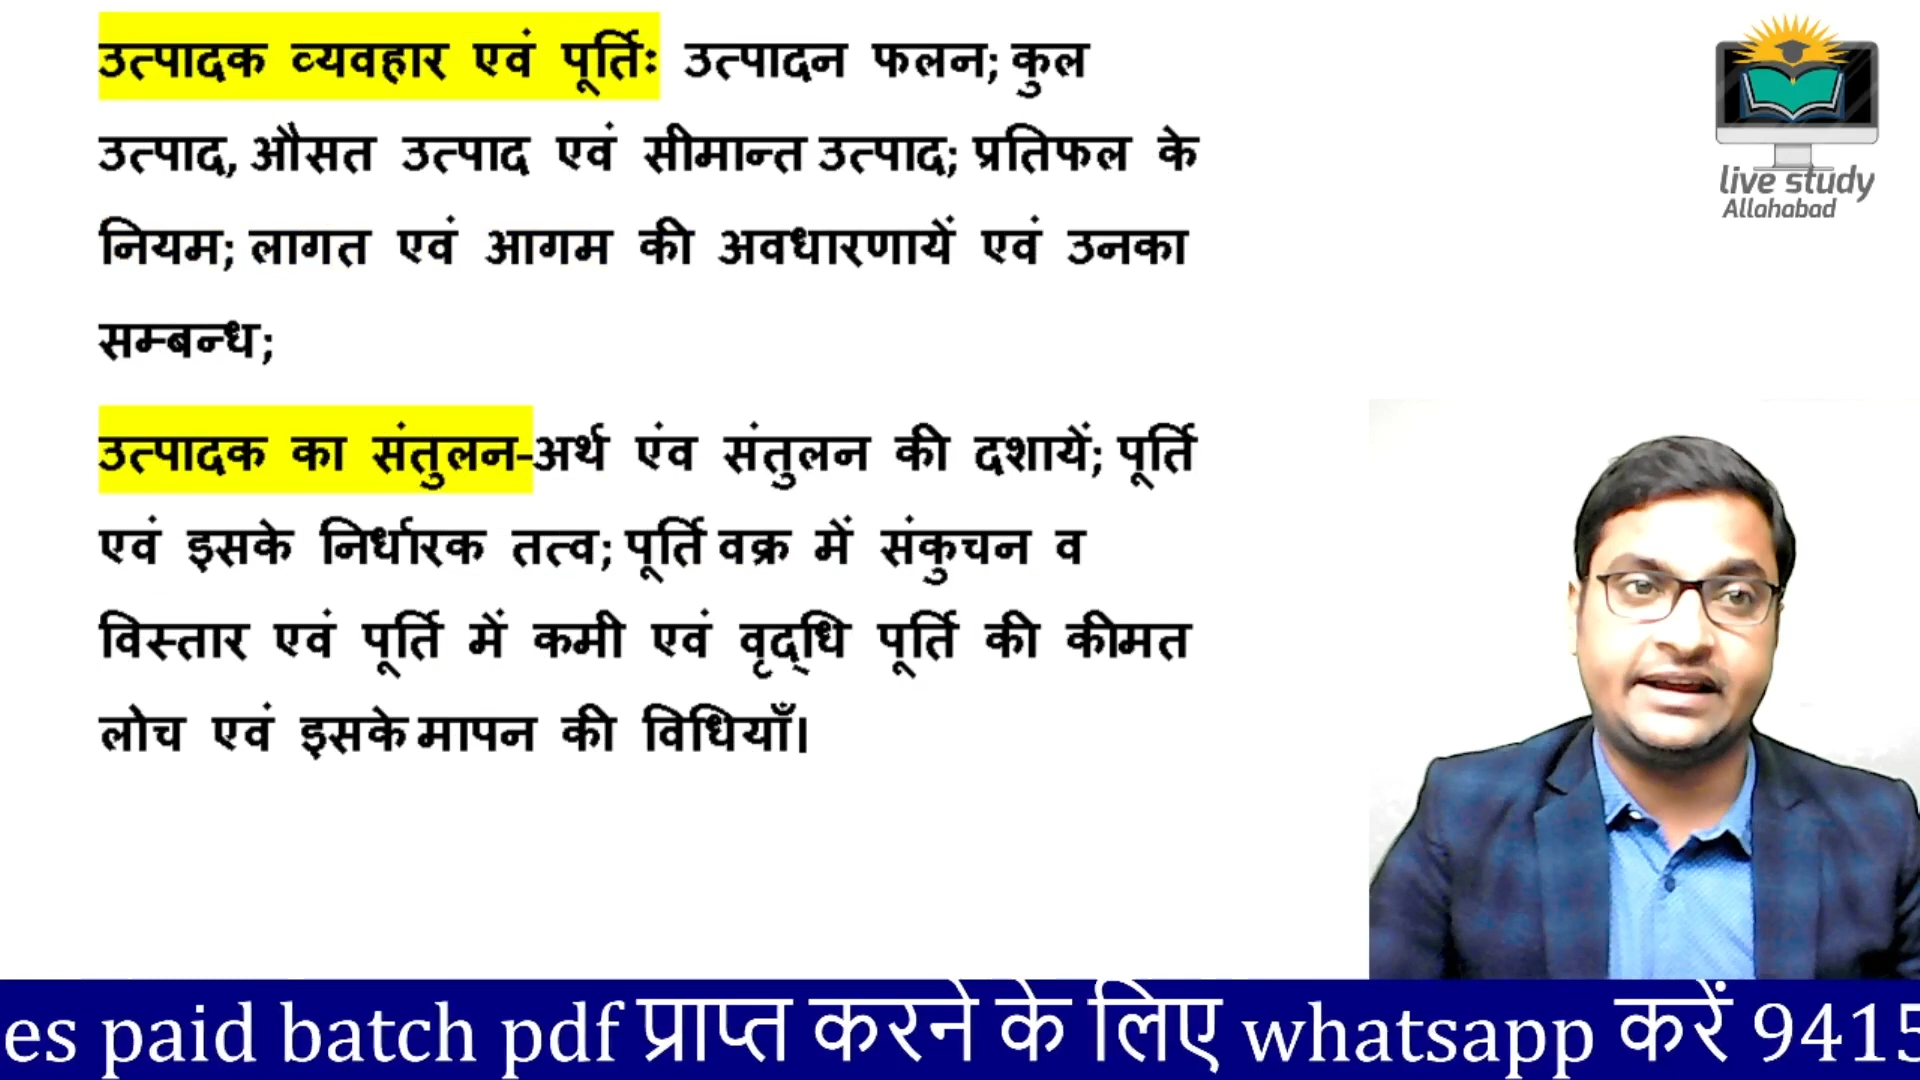 उत्पादक व्यवहार एवं पूर्तिः उत्पादन फलन; कुल
उत्पाद, औसत उत्पाद एवं सीमान्त उत्पाद; प्रतिफल के
नियम; लागत एवं आगम की अवधारणायें एवं उनका
सम्बन्ध;
उत्पादक का संतुलन-अर्थ एंव संतुलन की दशायें; पूर्ति
एवं इसके निर्धारक तत्व; पूर्ति वक्र में संकुचन व
विस्तार एवं पूर्ति में कमी एवं वृद्धि पूर्ति की कीमत
लोच एवं इसके मापन की विधियाँ।
live study
Allahabad
es paid batch pdf प्राप्त करने के लिए whatsapp करें 9415